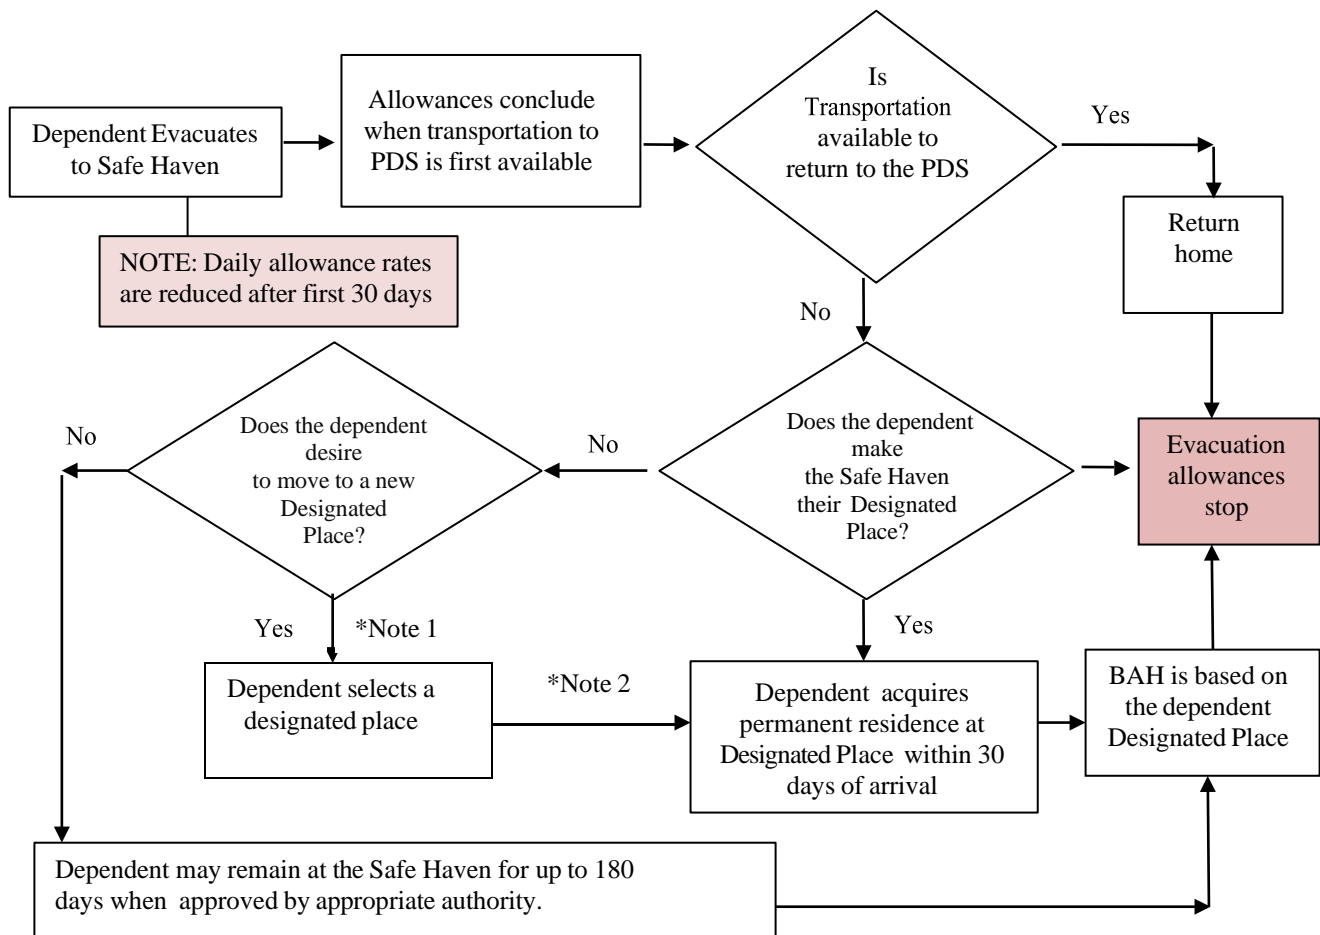 Dependent Evacuates
to Safe Haven
Allowances conclude
when transportation to
PDS is first available
Is
Transportation
available to
return to the PDS
Yes
Return
home
NOTE: Daily allowance rates
are reduced after first 30 days
No
No
Does the dependent
desire
to move to a new
Designated
Place?
No
Does the dependent
make
the Safe Haven
their Designated
Place?
Evacuation
allowances
stop
Yes
*Note 1
Yes
Dependent selects a
designated place
*Note 2
Dependent acquires
permanent residence at
Designated Place within 30
days of arrival
BAH is based on
the dependent
Designated Place
Dependent may remain at the Safe Haven for up to 180
days when approved by appropriate authority.